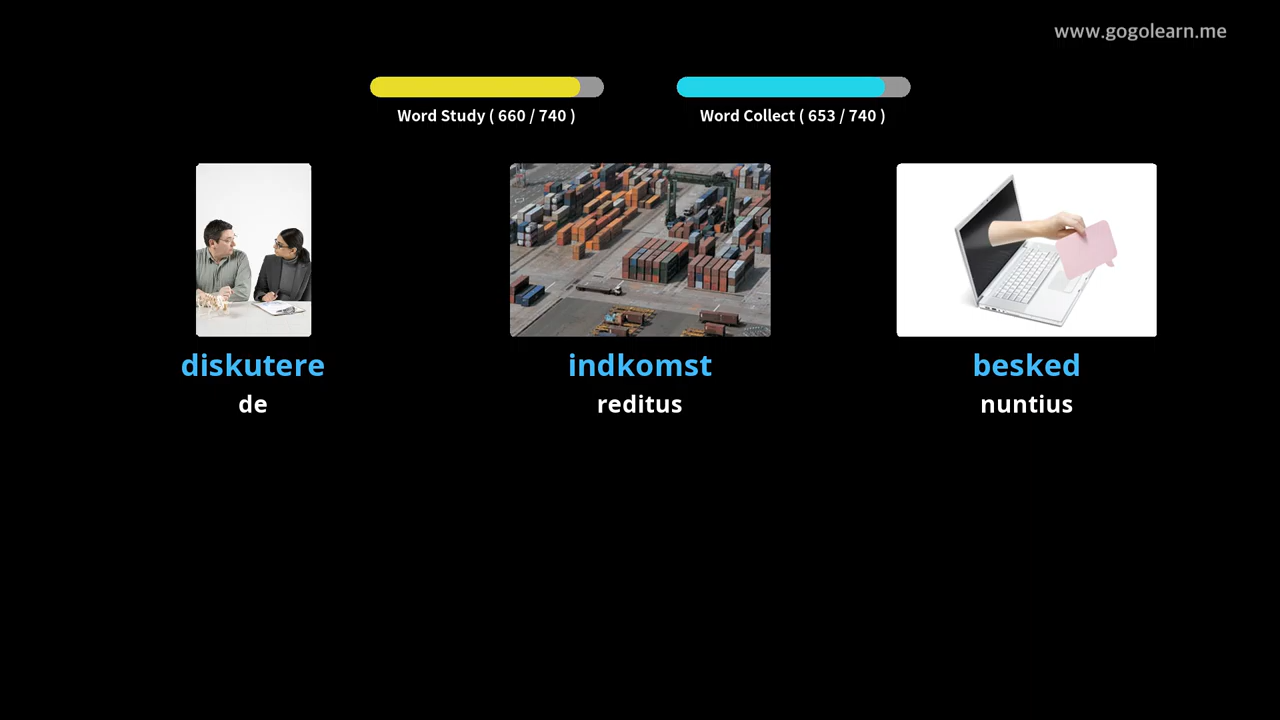 www.gogolearn.me
Word Study ( 660 / 740 )
Word Collect ( 653 / 740 )
diskutere
de
indkomst
reditus
besked
nuntius